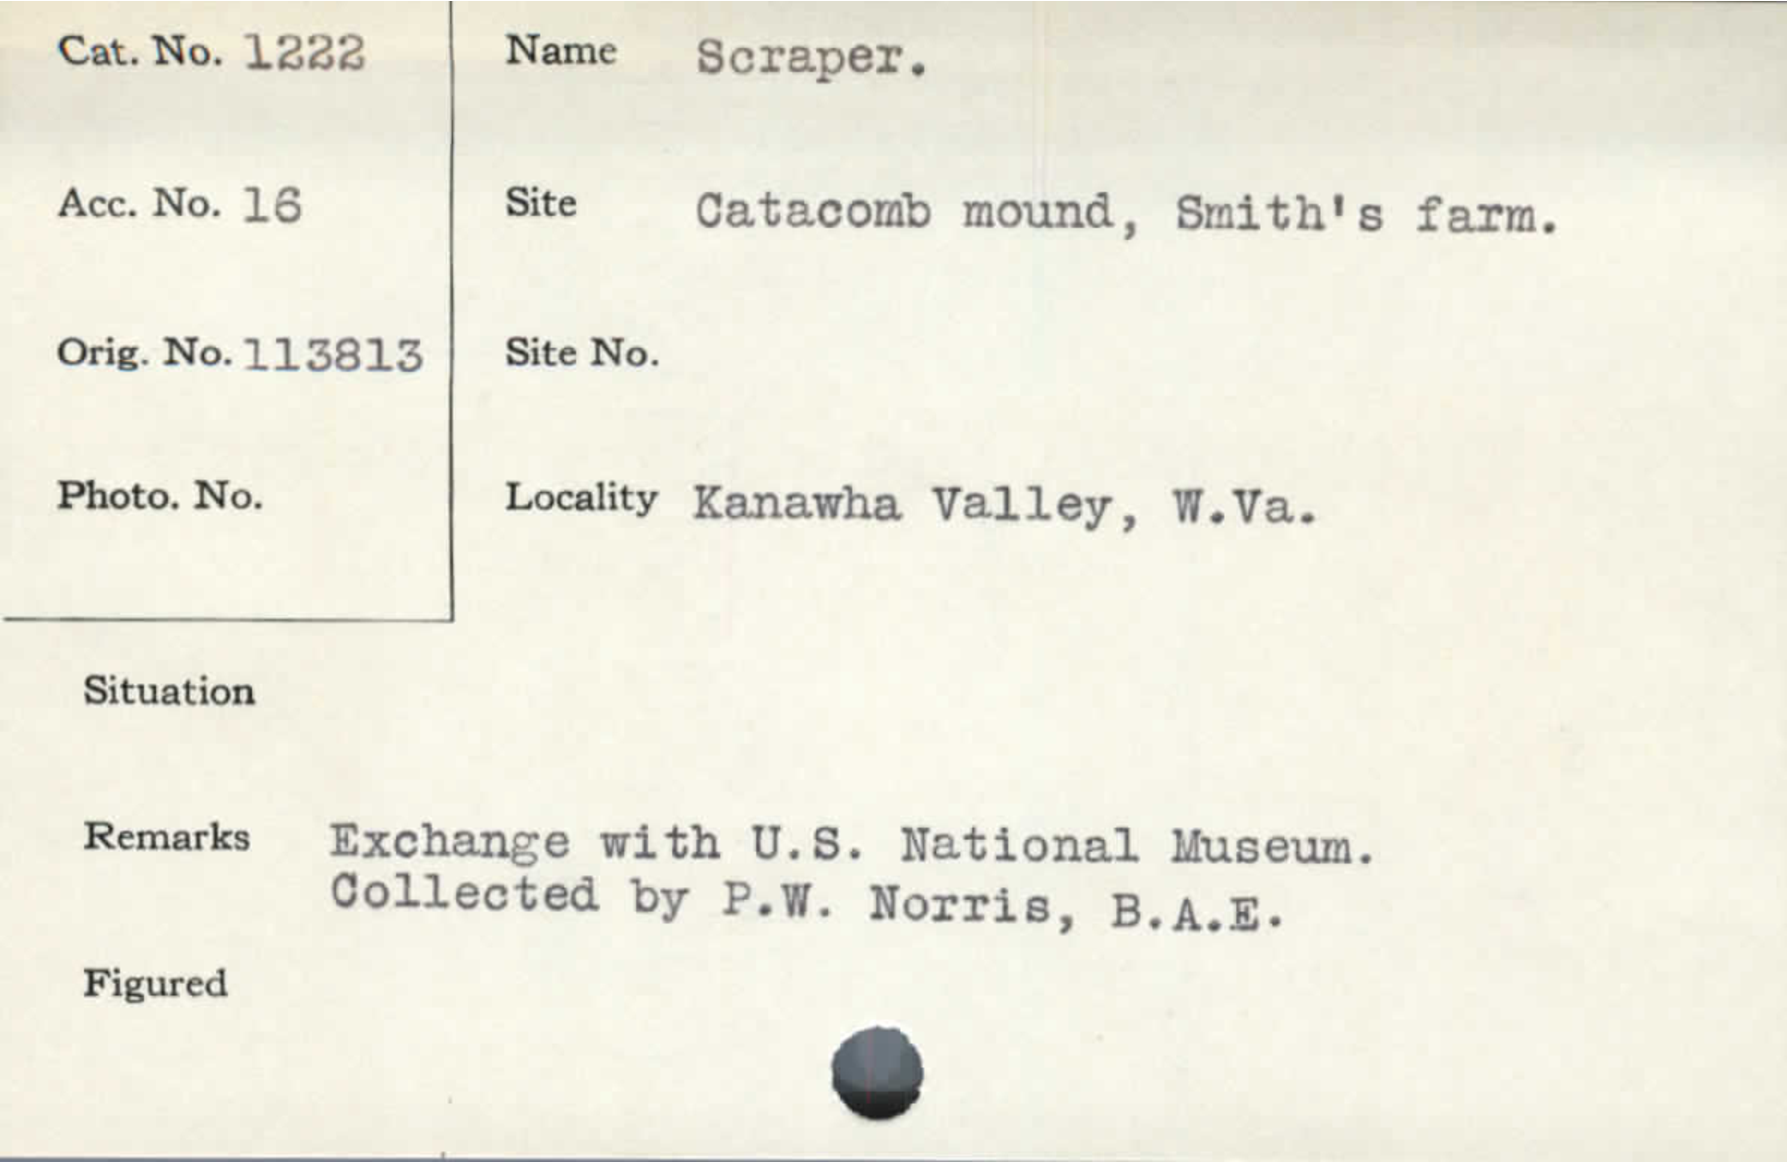 Cat. No. 1222
Name Scraper.
Acc. No. 16
Site Catacomb mound, Smith's farm.
Orig. No. 113813
Site No.
Photo. No.
Locality Kanawha Valley, W.Va.
Situation
Remarks Exchange with U.S. National Museum.
Collected by P.W. Norris, B.A.E.
Figured